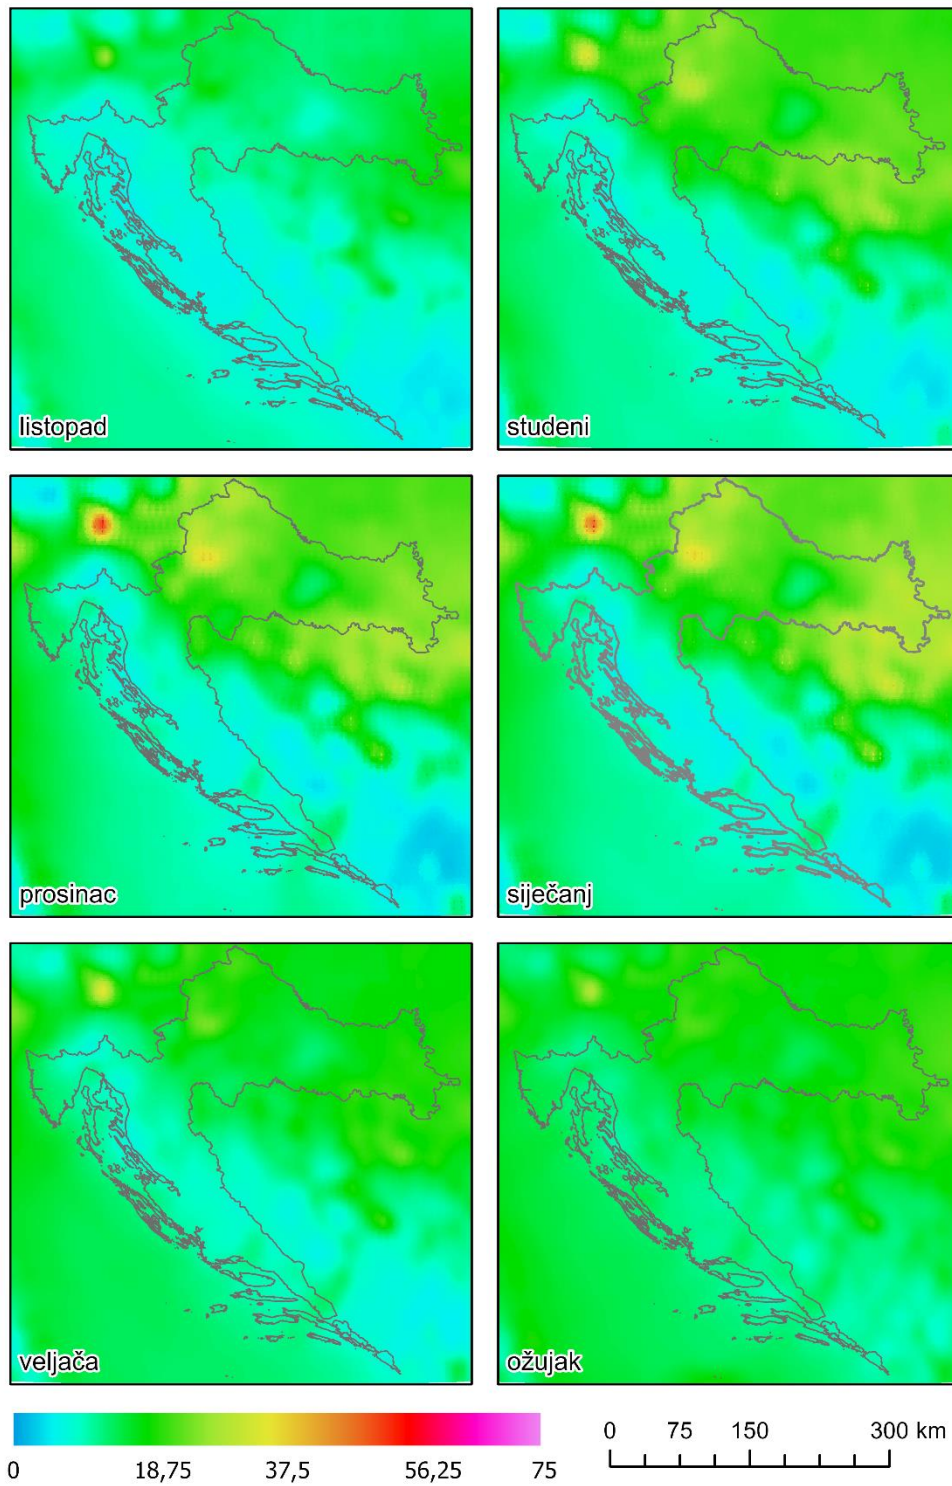 listopad
studeni
prosinac
siječanj
veljača
ožujak
0 18,75 37,5 56,25 75
0 75 150 300 km